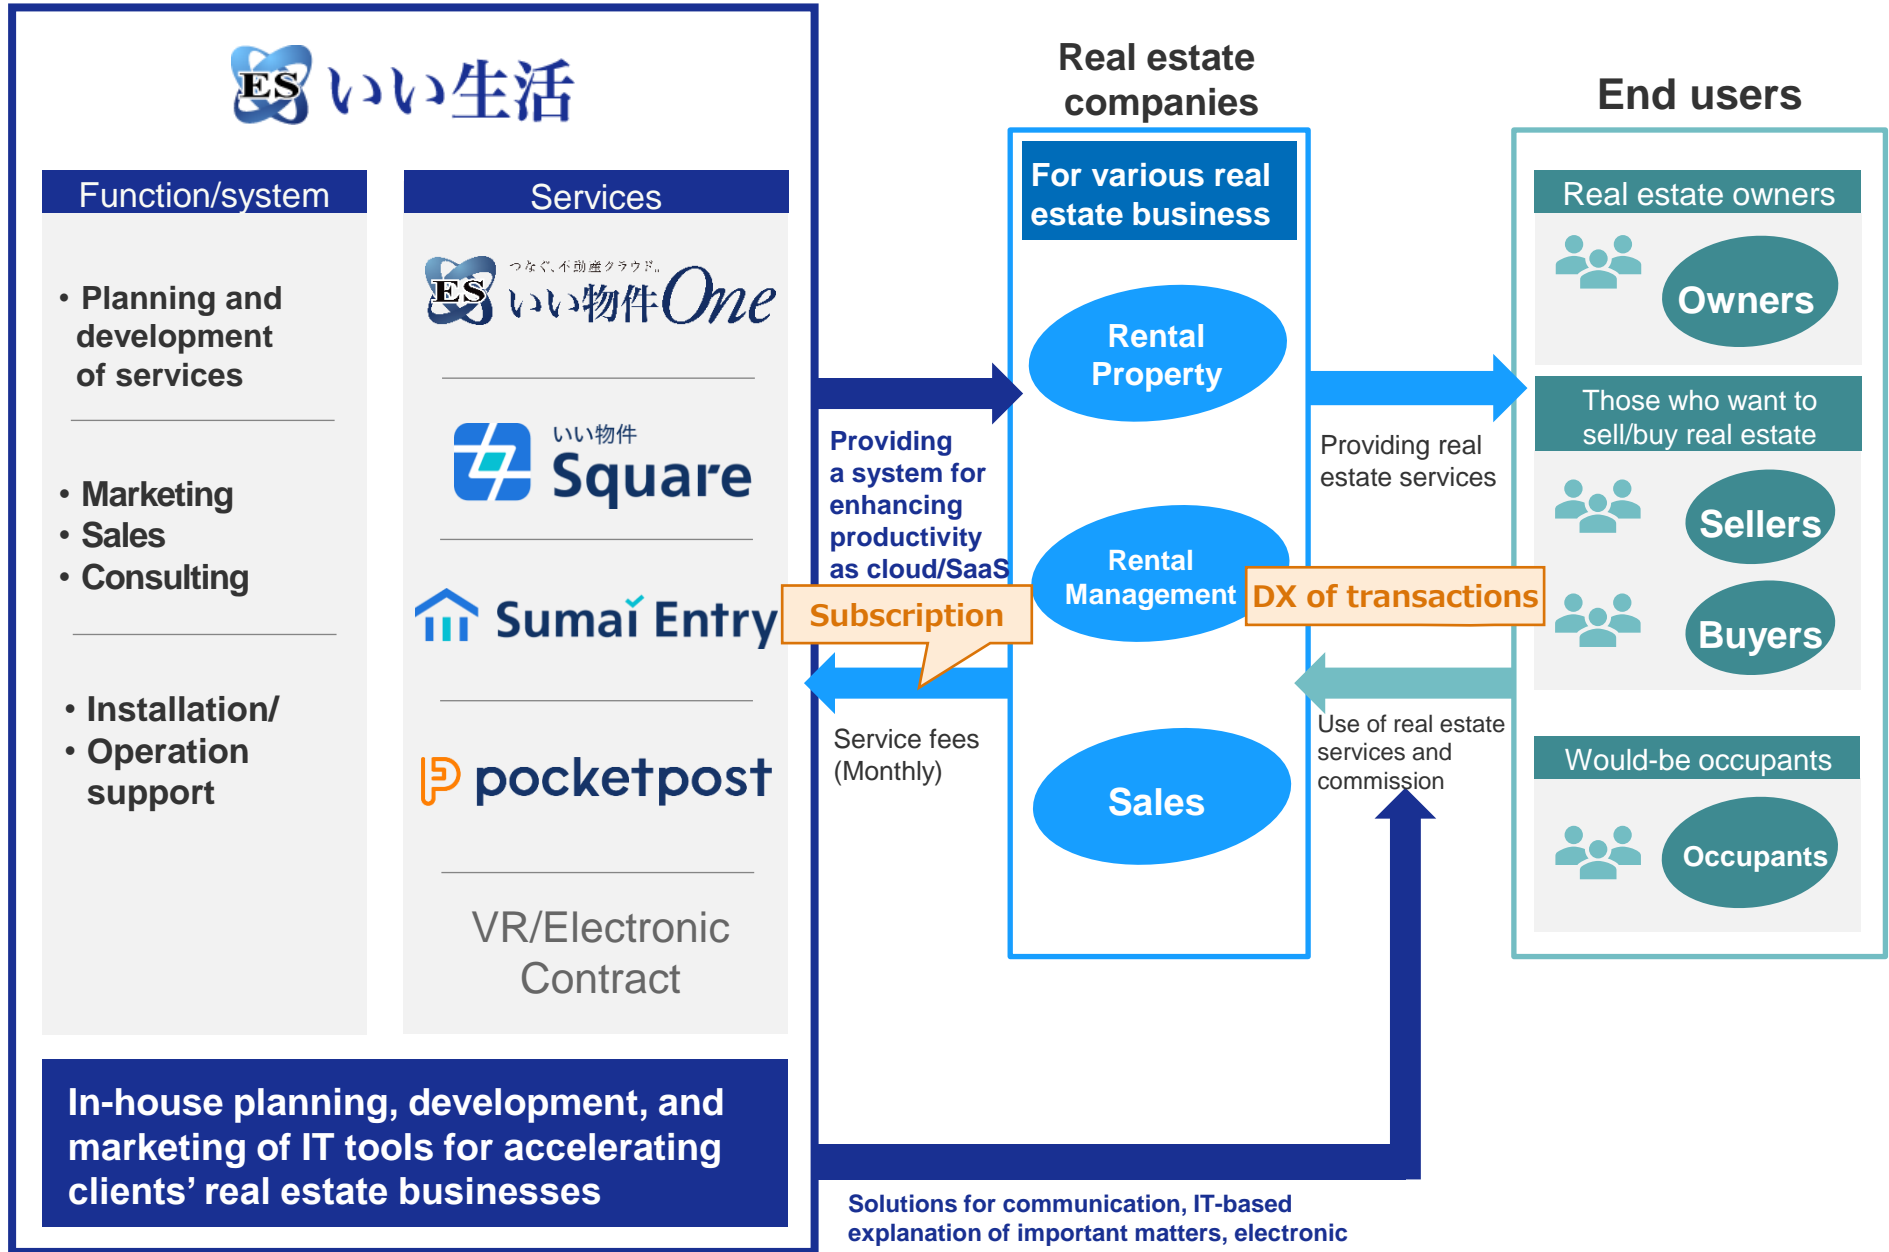 ES いい生活
Function/system
• Planning and
development
of services
• Marketing
• Sales
• Consulting
• Installation/
• Operation
support
Services
つなぐ、不動産クラウド。
ES いい物件One
いい物件
Square
Sumai Entry
pocketpost
VR/Electronic
Contract
In-house planning, development, and
marketing of IT tools for accelerating
clients’ real estate businesses
Providing
a system for
enhancing
productivity
as cloud/SaaS
Subscription
Service fees
(Monthly)
Real estate
companies
For various real
estate business
Rental
Property
Rental
Management
Sales
Providing real
estate services
DX of transactions
Use of real estate
services and
commission
Solutions for communication, IT-based
explanation of important matters, electronic
End users
Real estate owners
Owners
Those who want to
sell/buy real estate
Sellers
Buyers
Would-be occupants
Occupants